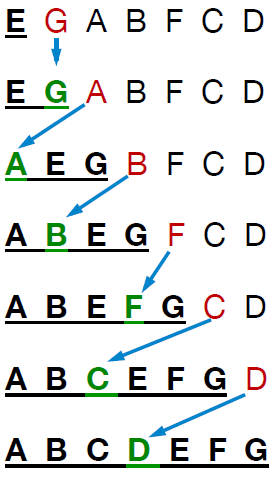 E G A B F C D
E G A B F C D
A E G B F C D
A B E G F C D
A B E F G C D
A B C E F G D
A B C D E F G